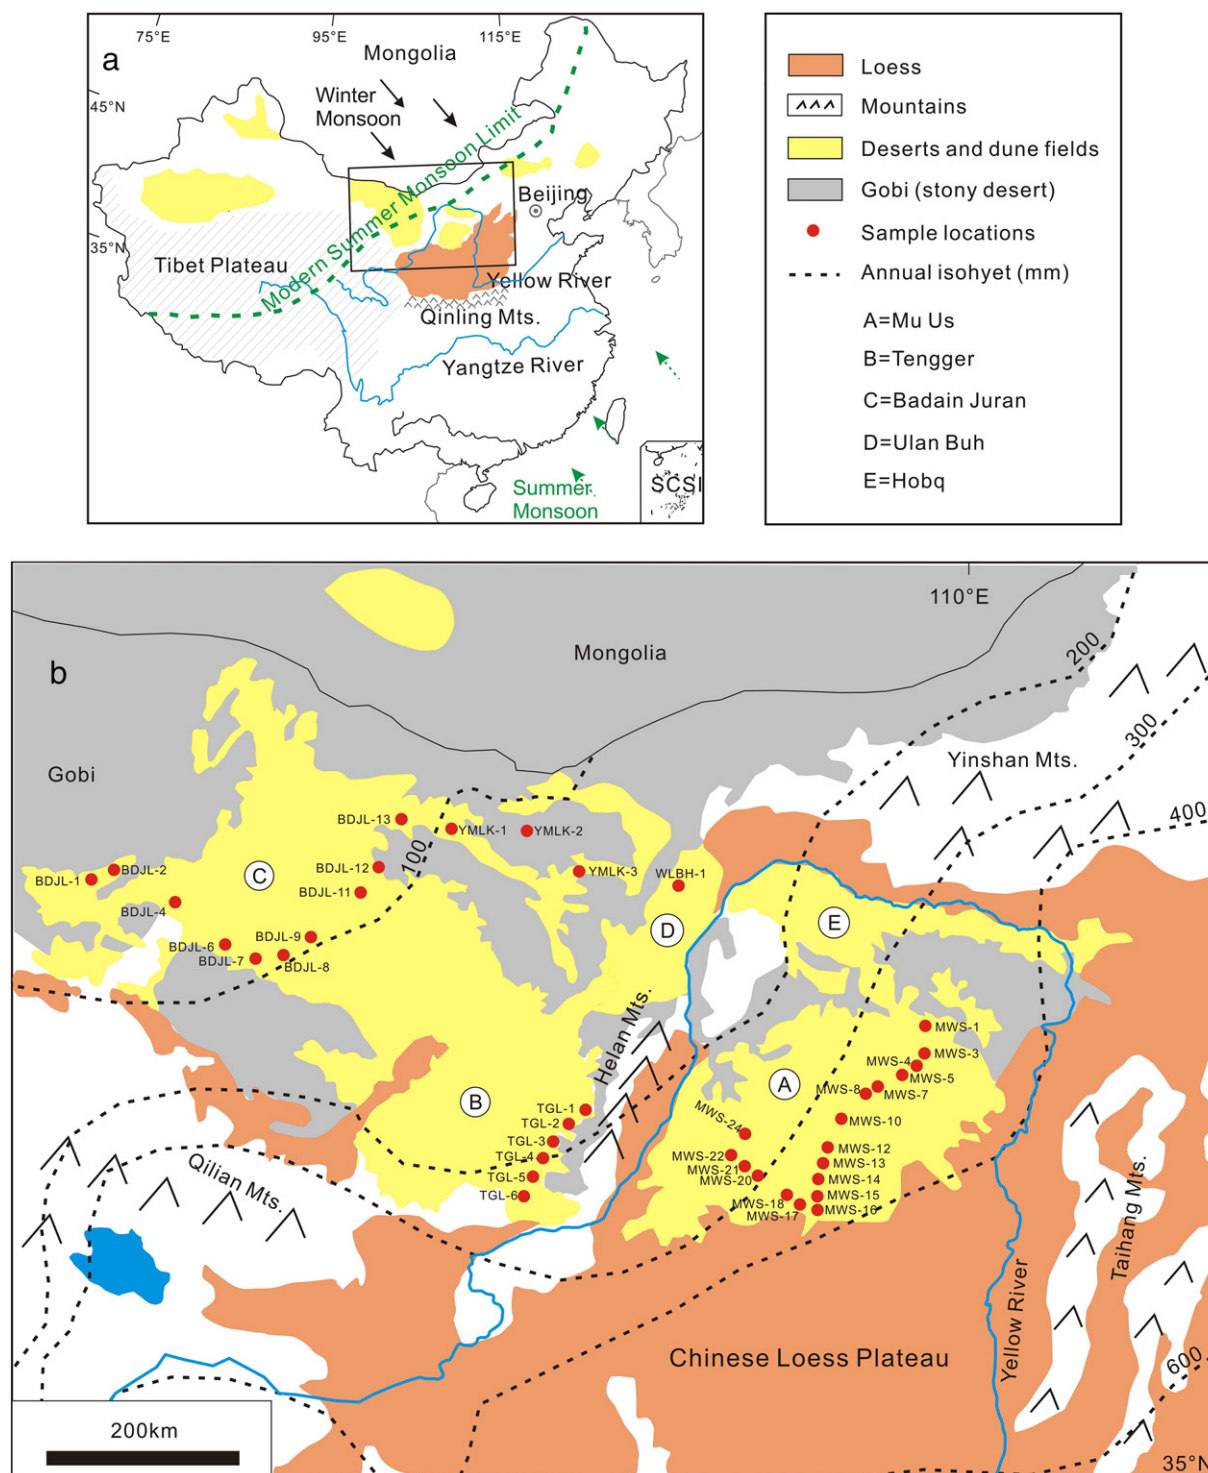 75°E
95°E
115°E
a
Mongolia
45°N
Winter
Monsoon
Modern Summer Monsoon Limit
Beijing
35°N
Tibet Plateau
Yellow River
Qinling Mts.
Yangtze River
SCSI
Summer
Monsoon
Loess
Mountains
Deserts and dune fields
Gobi (stony desert)
Sample locations
Annual isohyet (mm)
A=Mu Us
B=Tengger
C=Badain Juran
D=Ulan Buh
E=Hobq
110°E
b
Mongolia
200
300
Gobi
Yinshan Mts.
400
BDJL-13
YMLK-1
YMLK-2
100
BDJL-12
BDJL-2
BDJL-1
YMLK-3
WLBH-1
C
BDJL-11
BDJL-4
D
E
BDJL-9
BDJL-6
BDJL-7
BDJL-8
Helan Mts.
MWS-1
MWS-3
MWS-4
MWS-5
MWS-7
MWS-8
A
B
TGL-1
TGL-2
MWS-10
MWS-24
TGL-3
TGL-4
MWS-12
MWS-22
MWS-13
MWS-21
MWS-20
MWS-14
TGL-5
TGL-6
MWS-15
MWS-18
MWS-17
MWS-16
Qilian Mts.
Taihang Mts.
Yellow River
Chinese Loess Plateau
600
200km
35°N